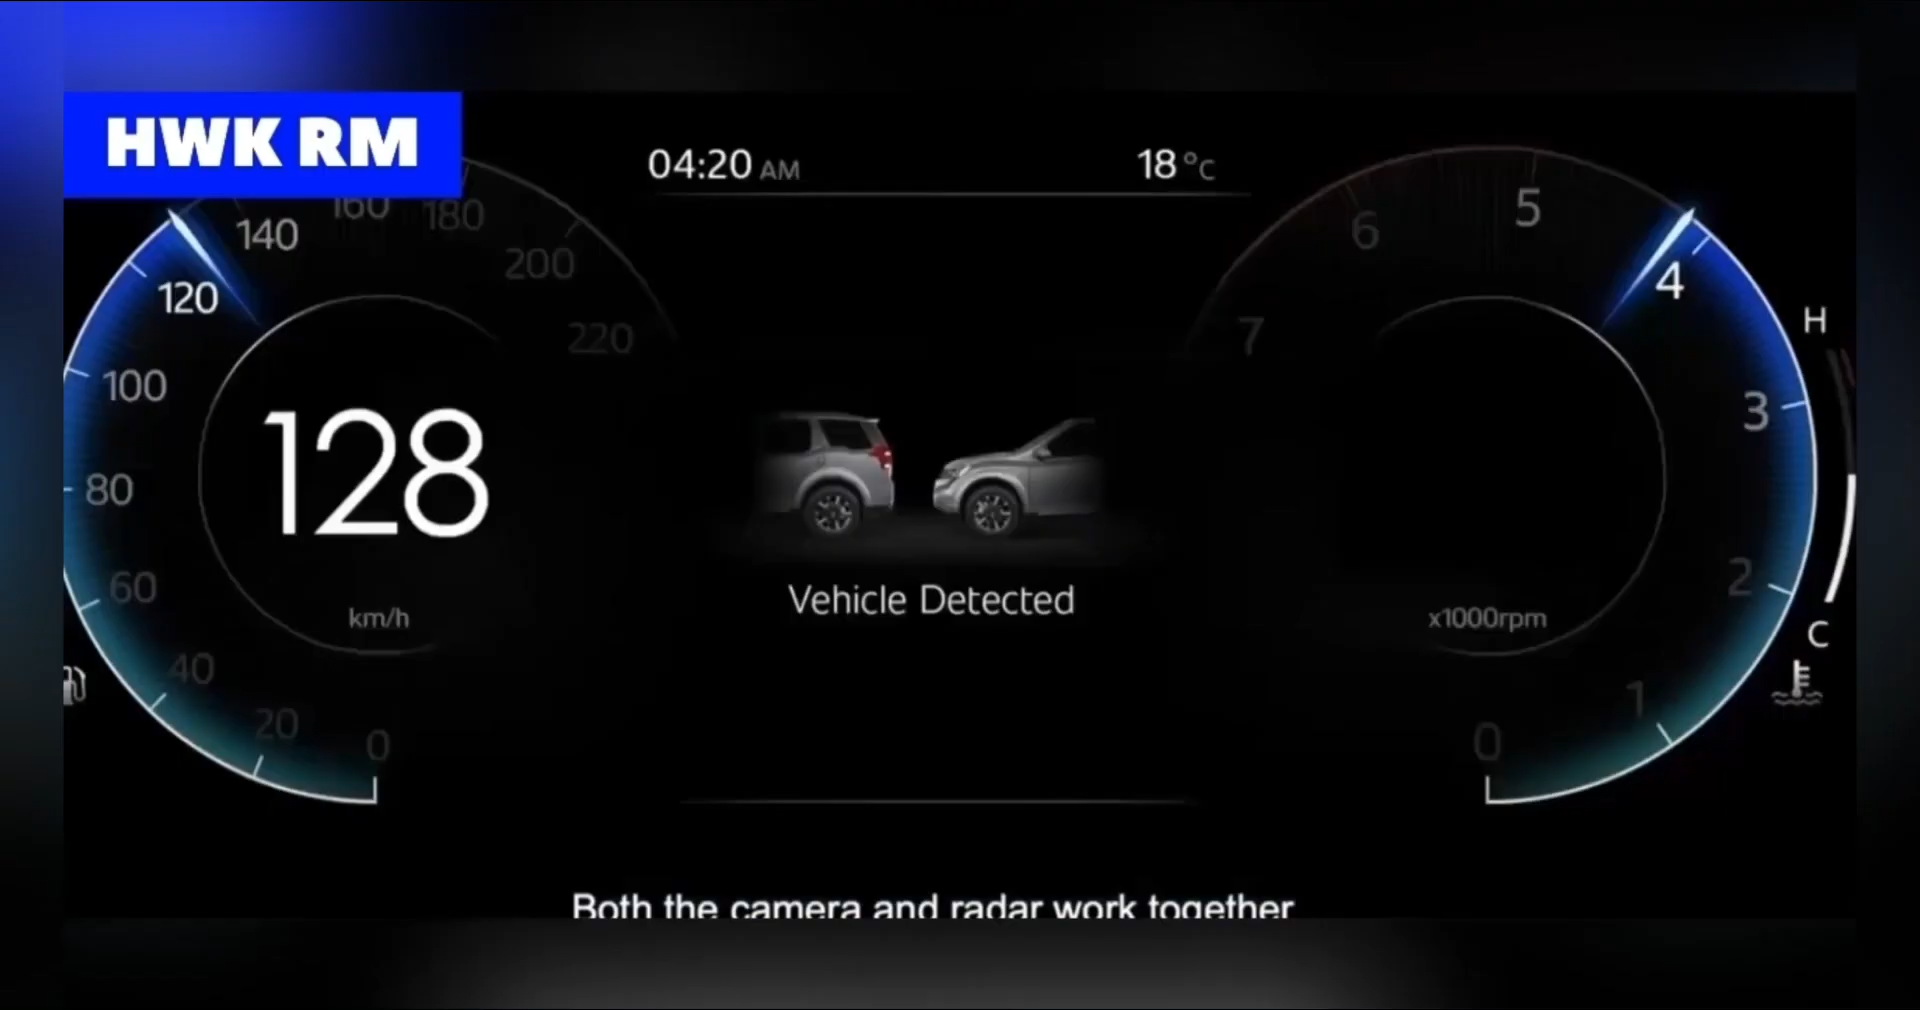 HWK RM
04:20 AM
18 °C
0
20
40
60
80
100
120
140
160
180
200
220
128
km/h
Vehicle Detected
7
6
5
4
3
2
1
0
x1000rpm
H
C
Both the camera and radar work together